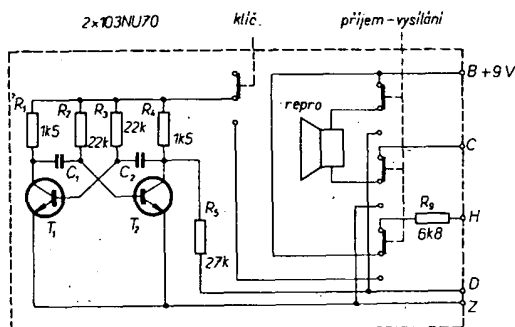 2×103NU70
klíč.
příjem-vysílání
B +9V
R1
R2
R3
R4
1k5
22k
22k
1k5
repro
C1
C2
C
T1
T2
R5
27k
R9
6k8
H
D
Z